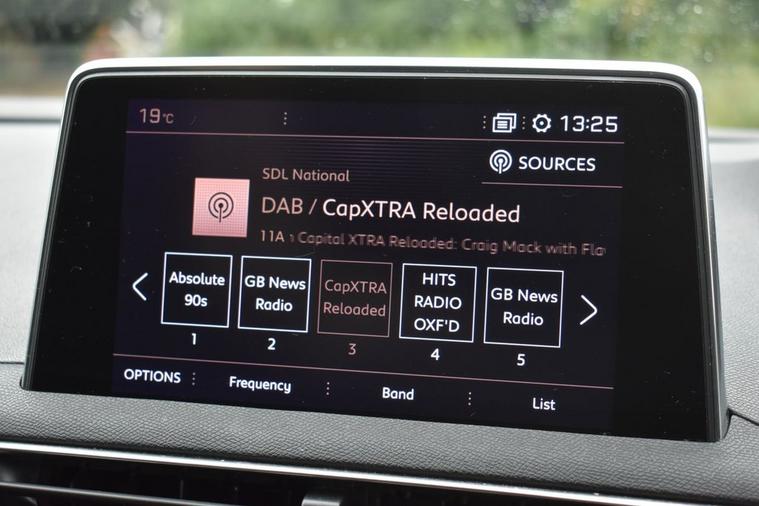 19°C
13:25
SOURCES
SDL National
DAB / CapXTRA Reloaded
11A Capital XTRA Reloaded: Craig Mack with
Absolute
90s
1
GB News
Radio
2
CapXTRA
Reloaded
3
HITS
RADIO
OXF'D
4
GB News
Radio
5
OPTIONS
Frequency
Band
List